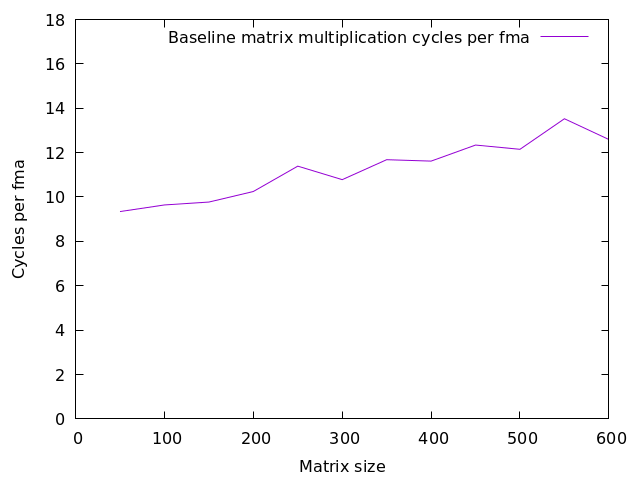 18
16
14
12
10
8
6
4
2
0
Baseline matrix multiplication cycles per fma
Cycles per fma
0 100 200 300 400 500 600
Matrix size